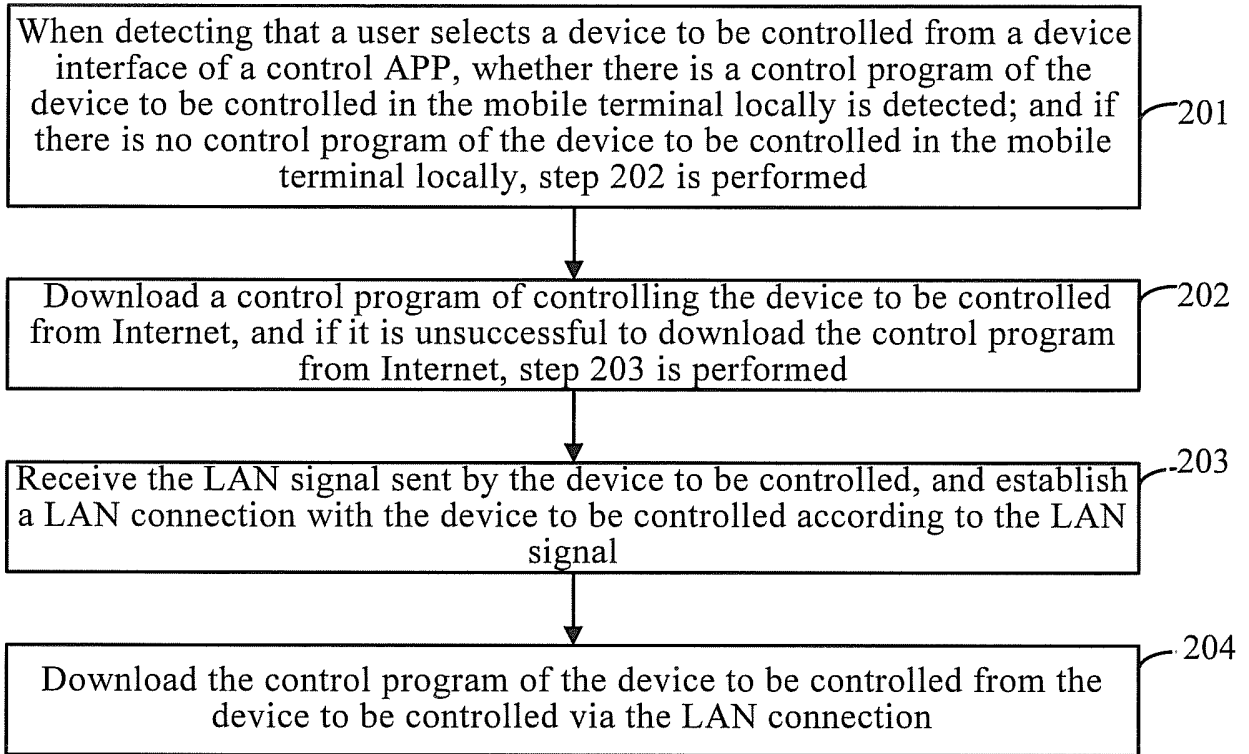 When detecting that a user selects a device to be controlled from a device
interface of a control APP, whether there is a control program of the
device to be controlled in the mobile terminal locally is detected; and if
there is no control program of the device to be controlled in the mobile
terminal locally, step 202 is performed
201
Download a control program of controlling the device to be controlled
from Internet, and if it is unsuccessful to download the control program
from Internet, step 203 is performed
202
Receive the LAN signal sent by the device to be controlled, and establish
a LAN connection with the device to be controlled according to the LAN
signal
203
Download the control program of the device to be controlled from the
device to be controlled via the LAN connection
204